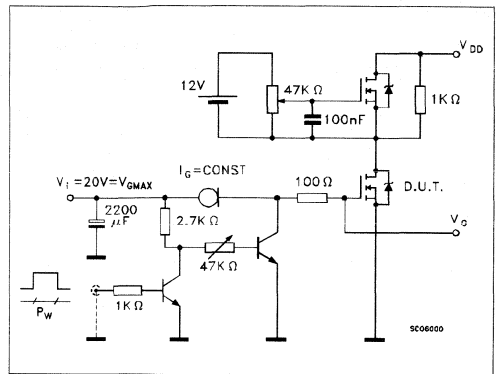 V DD
12V
47K Ω
100nF
1K Ω
I G =CONST
V i =20V=V GMAX
100 Ω
D.U.T.
2200
μF
2.7K Ω
V G
47K Ω
1K Ω
P W
SC06000